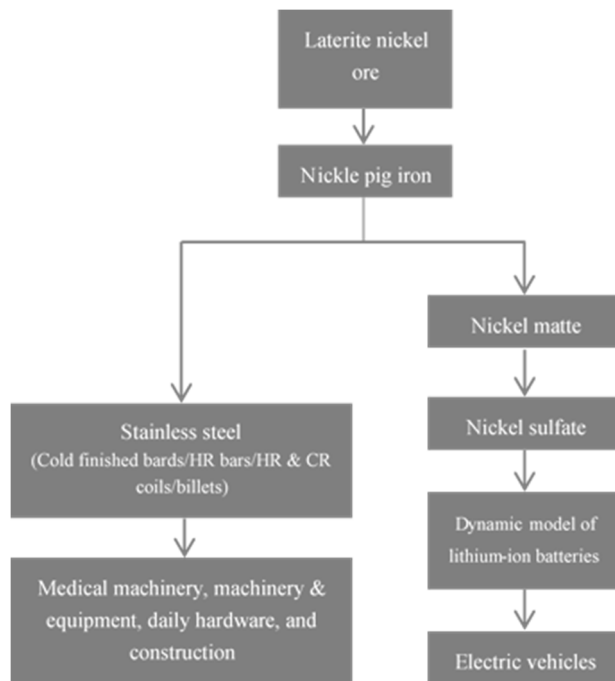 Laterite nickel
ore
Nickle pig iron
Nickel matte
Stainless steel
(Cold finished bards/HR bars/HR & CR
coils/billets)
Nickel sulfate
Dynamic model of
lithium-ion batteries
Medical machinery, machinery &
equipment, daily hardware, and
construction
Electric vehicles